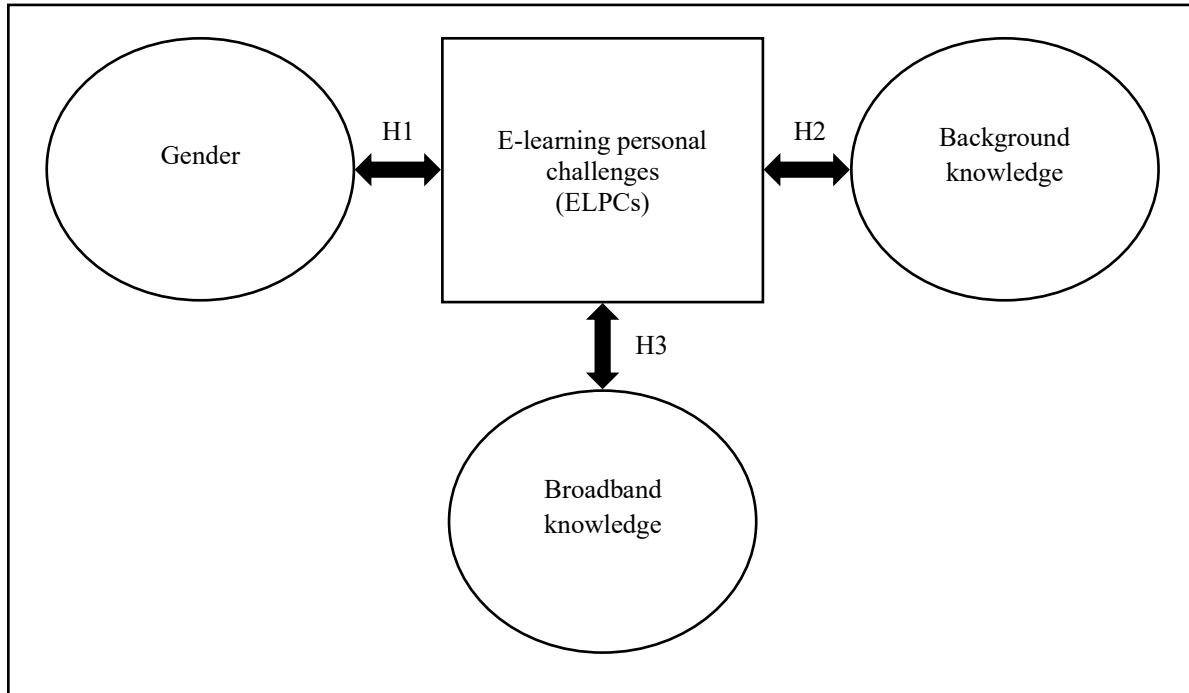 Gender
H1
E-learning personal
challenges
(ELPCs)
H2
Background
knowledge
H3
Broadband
knowledge